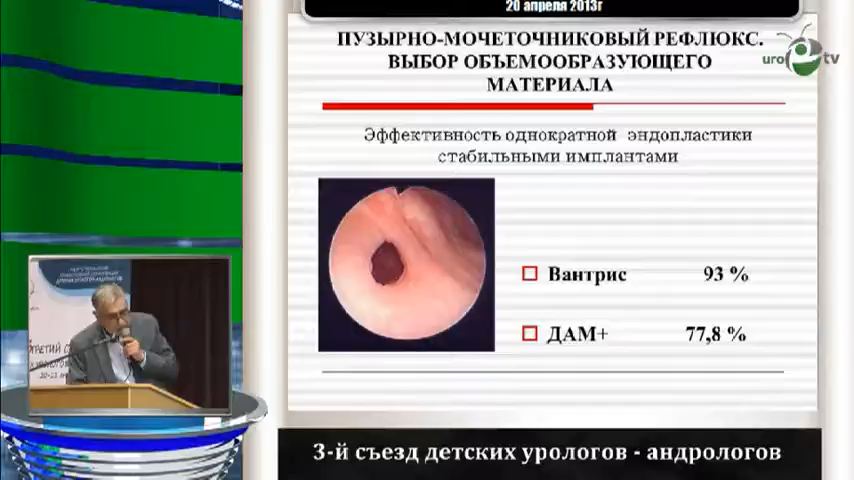 20 апреля 2013г
ПУЗЫРНО-МОЧЕТОЧНИКОВЫЙ РЕФЛЮКС.
ВЫБОР ОБЪЕМООБРАЗУЮЩЕГО
МАТЕРИАЛА
uro tv
Эффективность однократной эндопластики
стабильными имплантами
Вантрис 93 %
ДАМ+ 77,8 %
3-й съезд детских урологов - андрологов